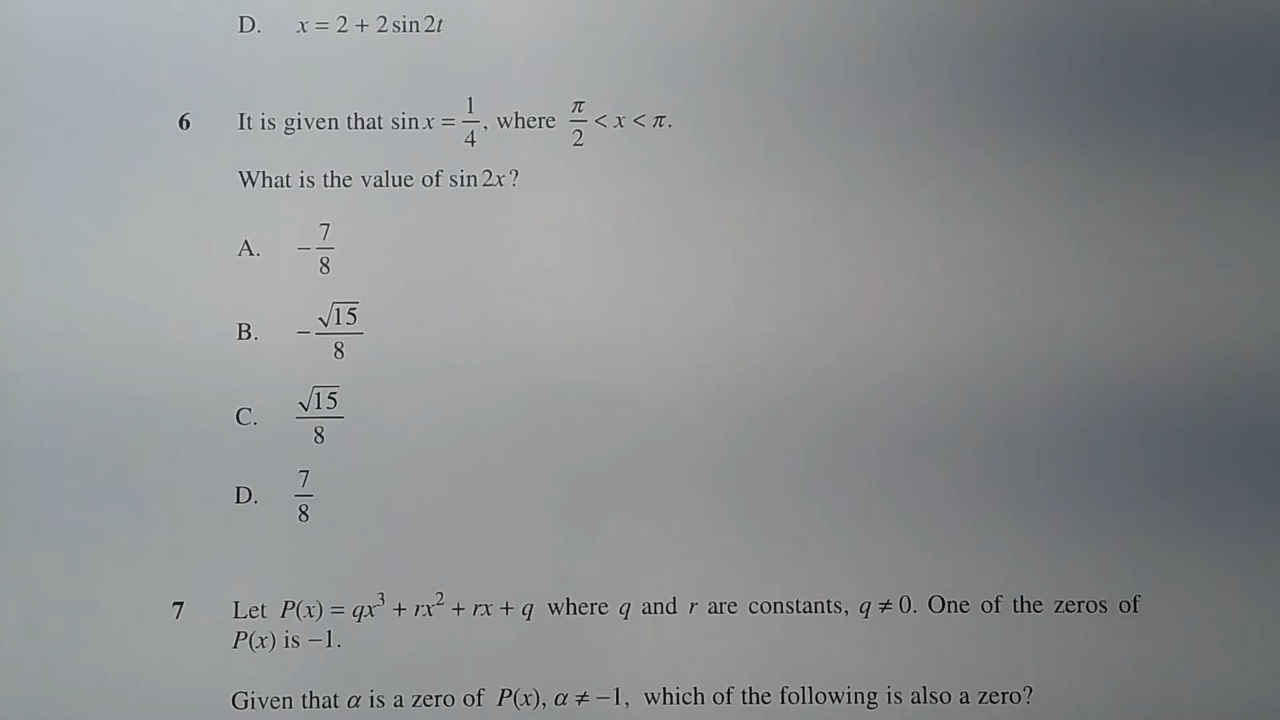 D. x = 2 + 2 sin 2t
6 It is given that sin x = 1/4, where π/2 < x < π.
What is the value of sin 2x?
A. −7/8
B. −√15/8
C. √15/8
D. 7/8
7 Let P(x) = qx³ + rx² + rx + q where q and r are constants, q ≠ 0. One of the zeros of
P(x) is −1.
Given that α is a zero of P(x), α ≠ −1, which of the following is also a zero?